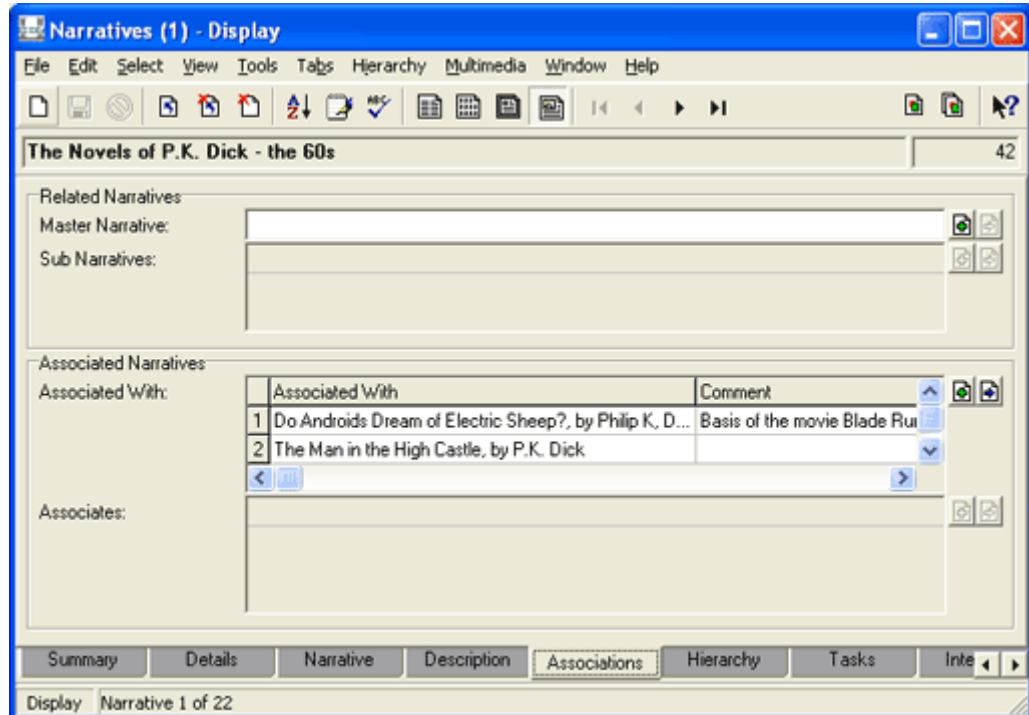 Narratives (1) - Display
File Edit Select View Tools Tabs Hierarchy Multimedia Window Help
The Novels of P.K. Dick - the 60s 42
Related Narratives
Master Narrative:
Sub Narratives:
Associated Narratives
Associated With: Associated With Comment
1 Do Androids Dream of Electric Sheep?, by Philip K, D... Basis of the movie Blade Ru
2 The Man in the High Castle, by P.K. Dick
Associates:
Summary Details Narrative Description Associations Hierarchy Tasks Inte
Display Narrative 1 of 22